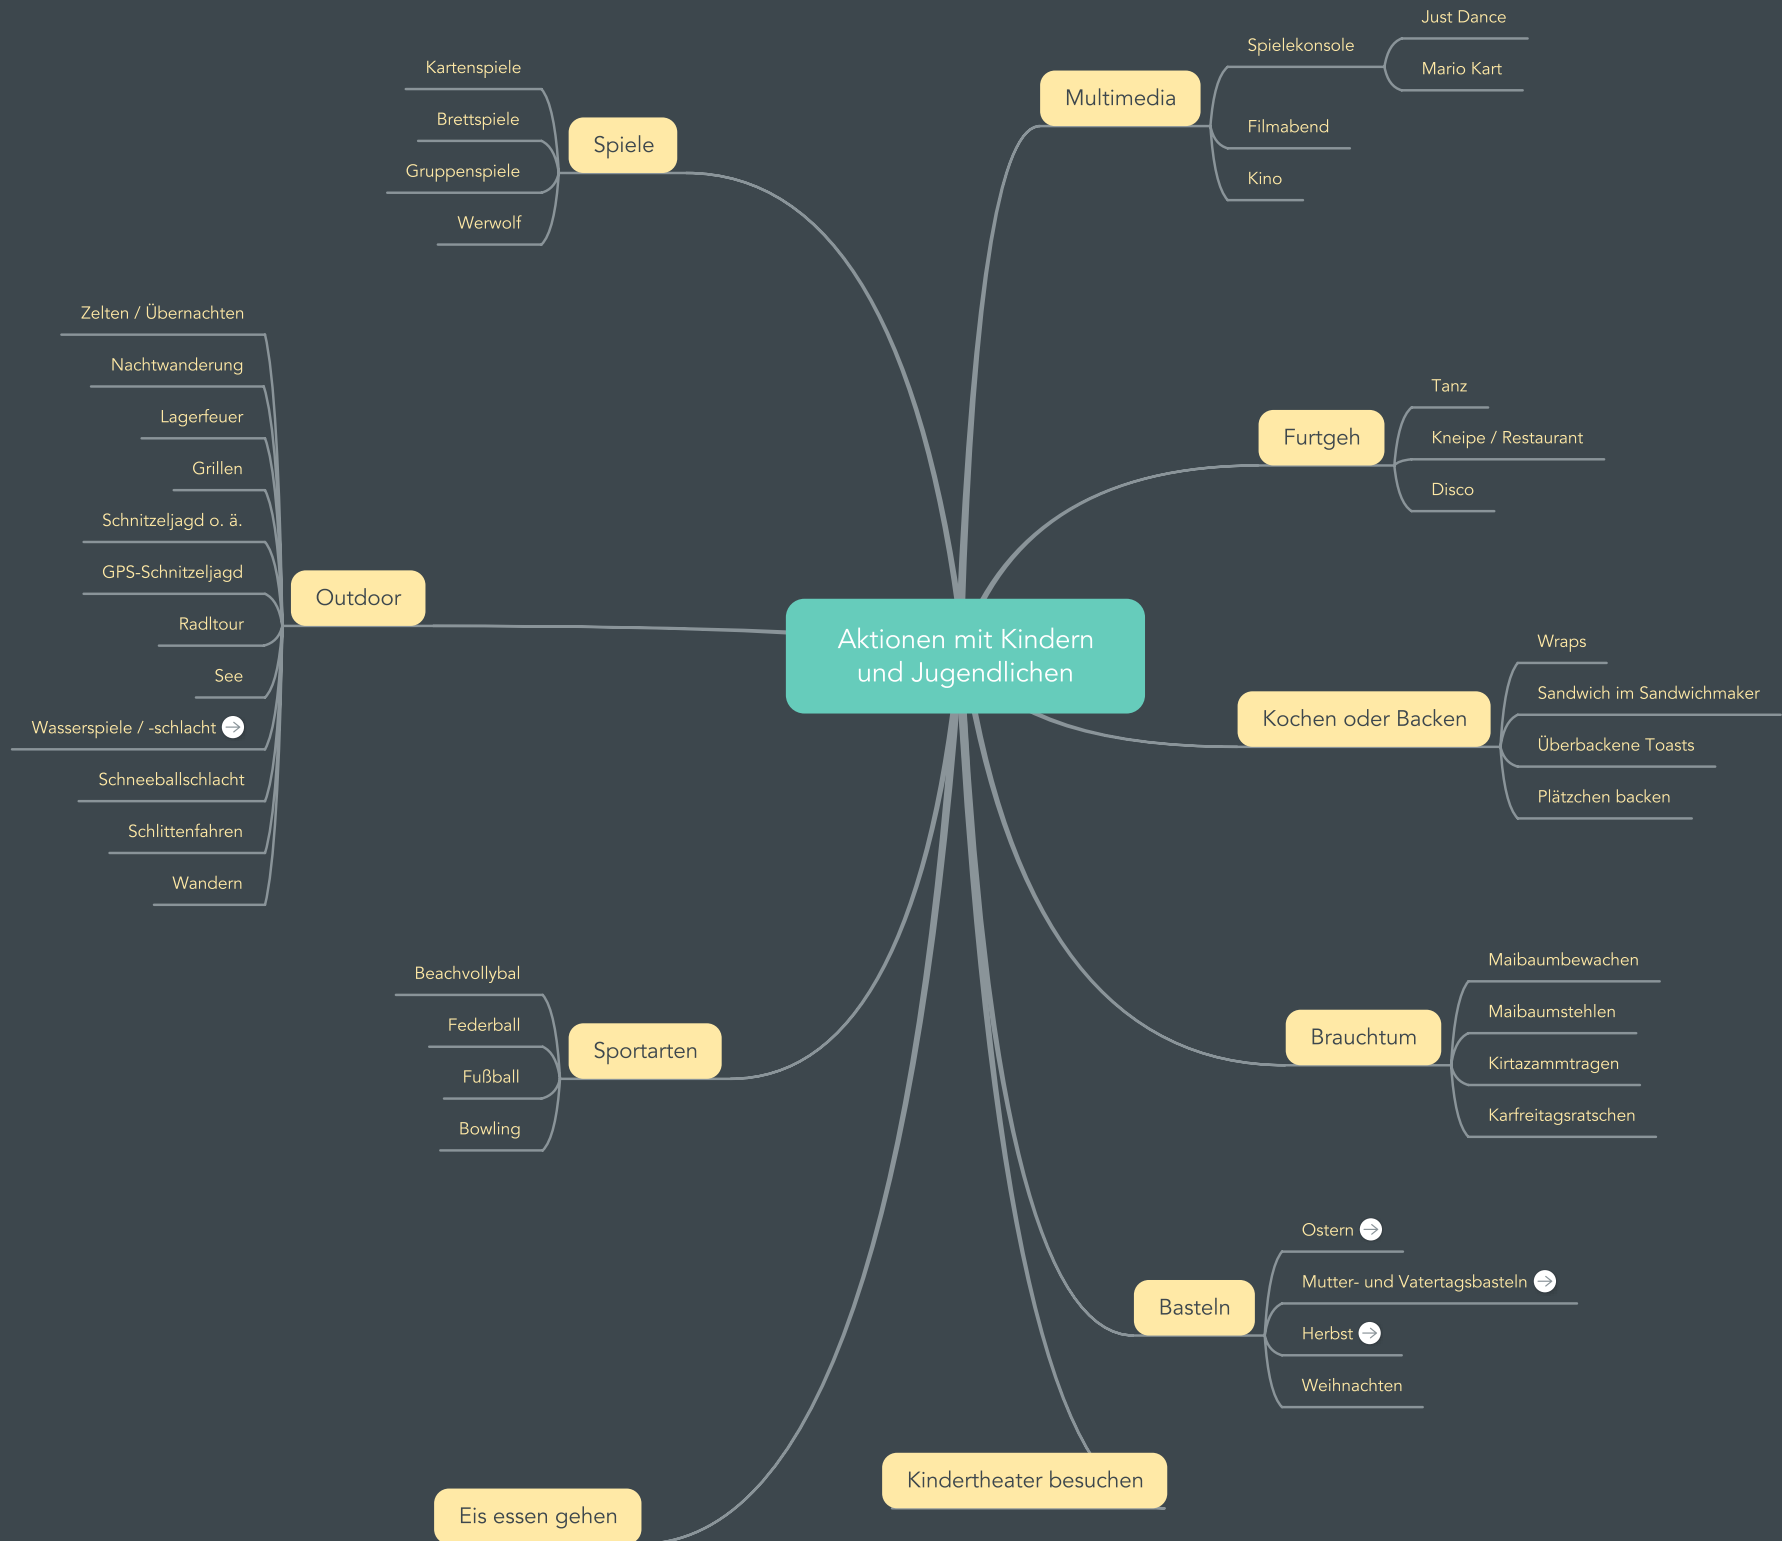 Aktionen mit Kindern
und Jugendlichen
Spiele
Kartenspiele
Brettspiele
Gruppenspiele
Werwolf
Outdoor
Zelten / Übernachten
Nachtwanderung
Lagerfeuer
Grillen
Schnitzeljagd o. ä.
GPS-Schnitzeljagd
Radltour
See
Wasserspiele / -schlacht
Schneeballschlacht
Schlittenfahren
Wandern
Sportarten
Beachvollybal
Federball
Fußball
Bowling
Eis essen gehen
Multimedia
Spielekonsole
Just Dance
Mario Kart
Filmabend
Kino
Furtgeh
Tanz
Kneipe / Restaurant
Disco
Kochen oder Backen
Wraps
Sandwich im Sandwichmaker
Überbackene Toasts
Plätzchen backen
Brauchtum
Maibaumbewachen
Maibaumstehlen
Kirtazammtragen
Karfreitagsratschen
Basteln
Ostern
Mutter- und Vatertagsbasteln
Herbst
Weihnachten
Kindertheater besuchen